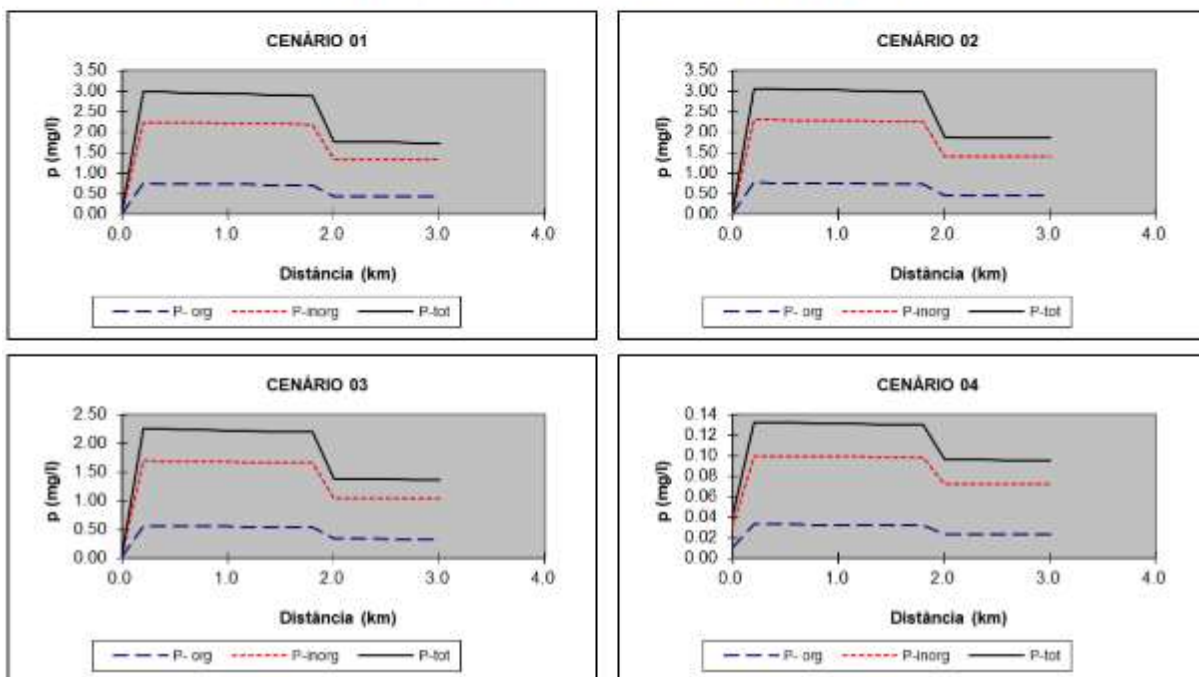 CENÁRIO 01
p (mg/l)
3.50
3.00
2.50
2.00
1.50
1.00
0.50
0.00
0.0 1.0 2.0 3.0 4.0
Distância (km)
P- org P-inorg P-tot
CENÁRIO 02
p (mg/l)
3.50
3.00
2.50
2.00
1.50
1.00
0.50
0.00
0.0 1.0 2.0 3.0 4.0
Distância (km)
P- org P-inorg P-tot
CENÁRIO 03
p (mg/l)
2.50
2.00
1.50
1.00
0.50
0.00
0.0 1.0 2.0 3.0 4.0
Distância (km)
P- org P-inorg P-tot
CENÁRIO 04
p (mg/l)
0.14
0.12
0.10
0.08
0.06
0.04
0.02
0.00
0.0 1.0 2.0 3.0 4.0
Distância (km)
P- org P-inorg P-tot